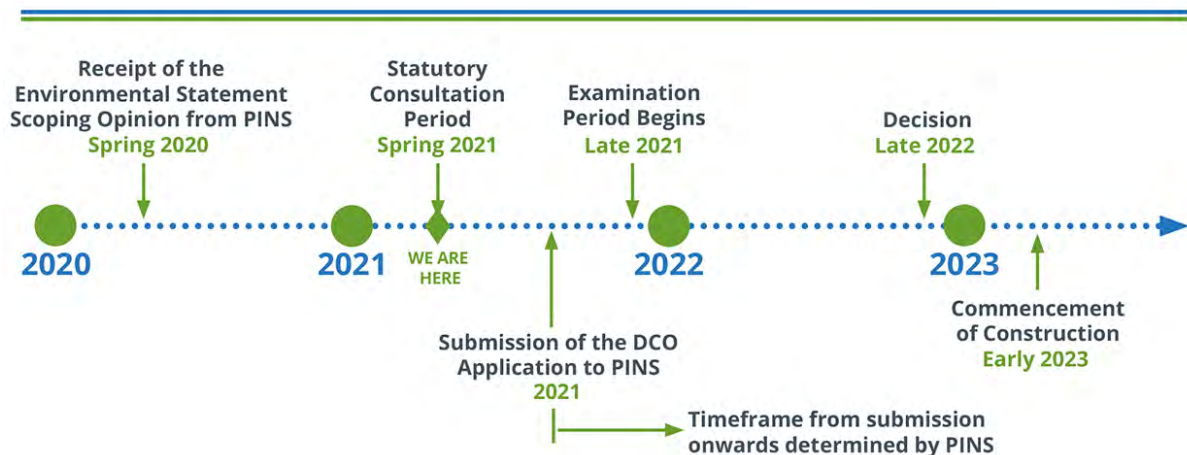 Receipt of the
Environmental Statement
Scoping Opinion from PINS
Spring 2020
Statutory
Consultation
Period
Spring 2021
Examination
Period Begins
Late 2021
Decision
Late 2022
2020
2021
WE ARE
HERE
2022
2023
Submission of the DCO
Application to PINS
2021
Commencement
of Construction
Early 2023
Timeframe from submission
onwards determined by PINS